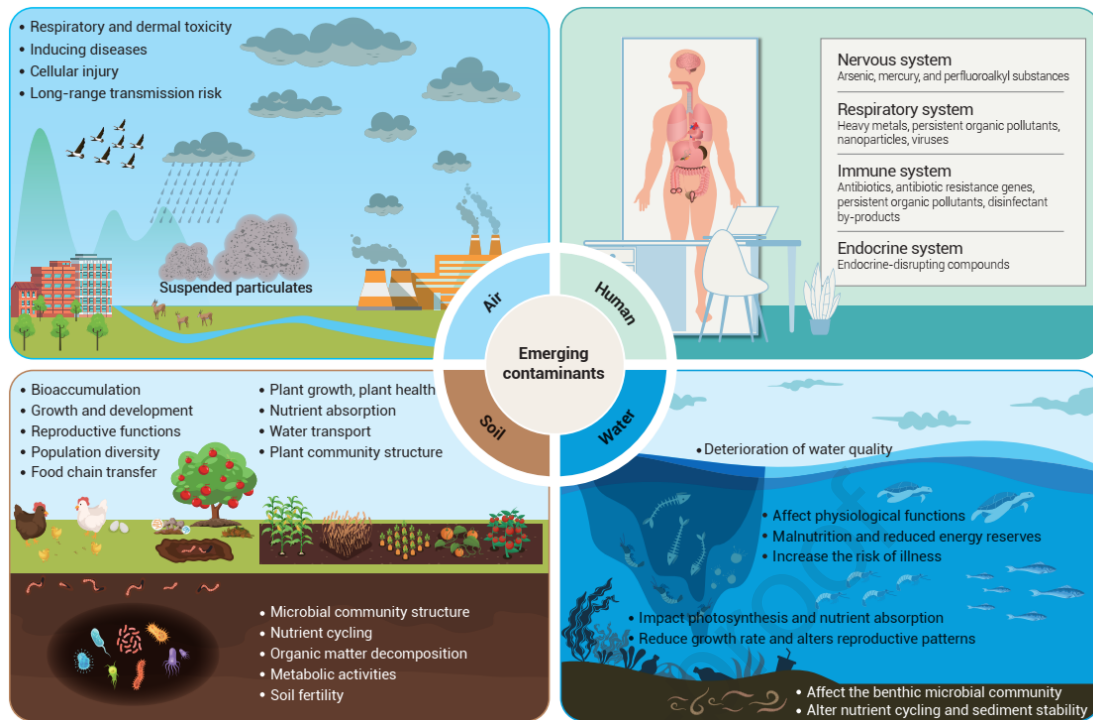 • Respiratory and dermal toxicity
• Inducing diseases
• Cellular injury
• Long-range transmission risk
Suspended particulates
Nervous system
Arsenic, mercury, and perfluoroalkyl substances
Respiratory system
Heavy metals, persistent organic pollutants,
nanoparticles, viruses
Immune system
Antibiotics, antibiotic resistance genes,
persistent organic pollutants, disinfectant
by-products
Endocrine system
Endocrine-disrupting compounds
Air
Human
Emerging
contaminants
Soil
Water
• Bioaccumulation
• Growth and development
• Reproductive functions
• Population diversity
• Food chain transfer
• Plant growth, plant health
• Nutrient absorption
• Water transport
• Plant community structure
• Microbial community structure
• Nutrient cycling
• Organic matter decomposition
• Metabolic activities
• Soil fertility
• Deterioration of water quality
• Affect physiological functions
• Malnutrition and reduced energy reserves
• Increase the risk of illness
• Impact photosynthesis and nutrient absorption
• Reduce growth rate and alters reproductive patterns
• Affect the benthic microbial community
• Alter nutrient cycling and sediment stability